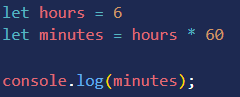 let hours = 6
let minutes = hours * 60
console.log(minutes);